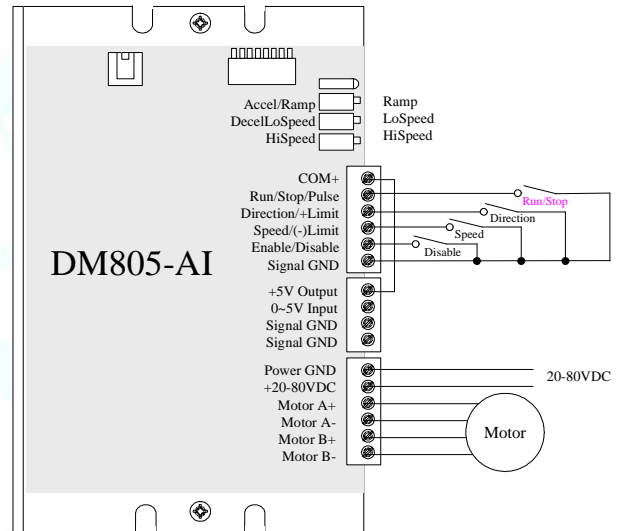 Accel/Ramp
DecelLoSpeed
HiSpeed
Ramp
LoSpeed
HiSpeed
COM+
Run/Stop/Pulse
Direction/+Limit
Speed/(-)Limit
Enable/Disable
Signal GND
Run/Stop
Direction
Speed
Disable
DM805-AI
+5V Output
0~5V Input
Signal GND
Signal GND
Power GND
+20-80VDC
Motor A+
Motor A-
Motor B+
Motor B-
20-80VDC
Motor